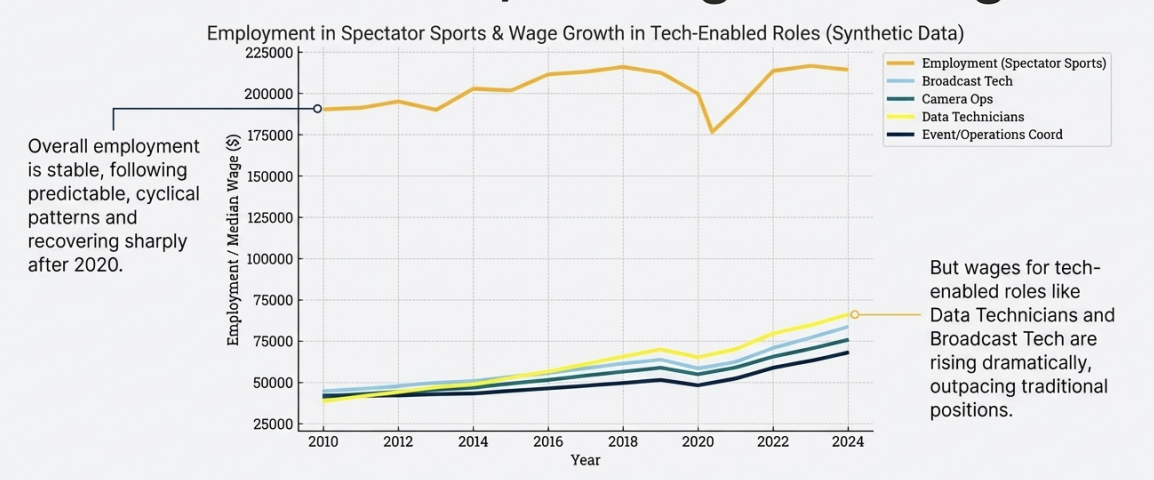 Employment in Spectator Sports & Wage Growth in Tech-Enabled Roles (Synthetic Data)
225000
200000
175000
150000
125000
100000
75000
75000
50000
25000
Employment / Median Wage ($)
2010 2012 2014 2016 2018 2020 2022 2024
Year
Employment (Spectator Sports)
Broadcast Tech
Camera Ops
Data Technicians
Event/Operations Coord
Overall employment
is stable, following
predictable, cyclical
patterns and
recovering sharply
after 2020.
But wages for tech-
enabled roles like
Data Technicians and
Broadcast Tech are
rising dramatically,
outpacing traditional
positions.